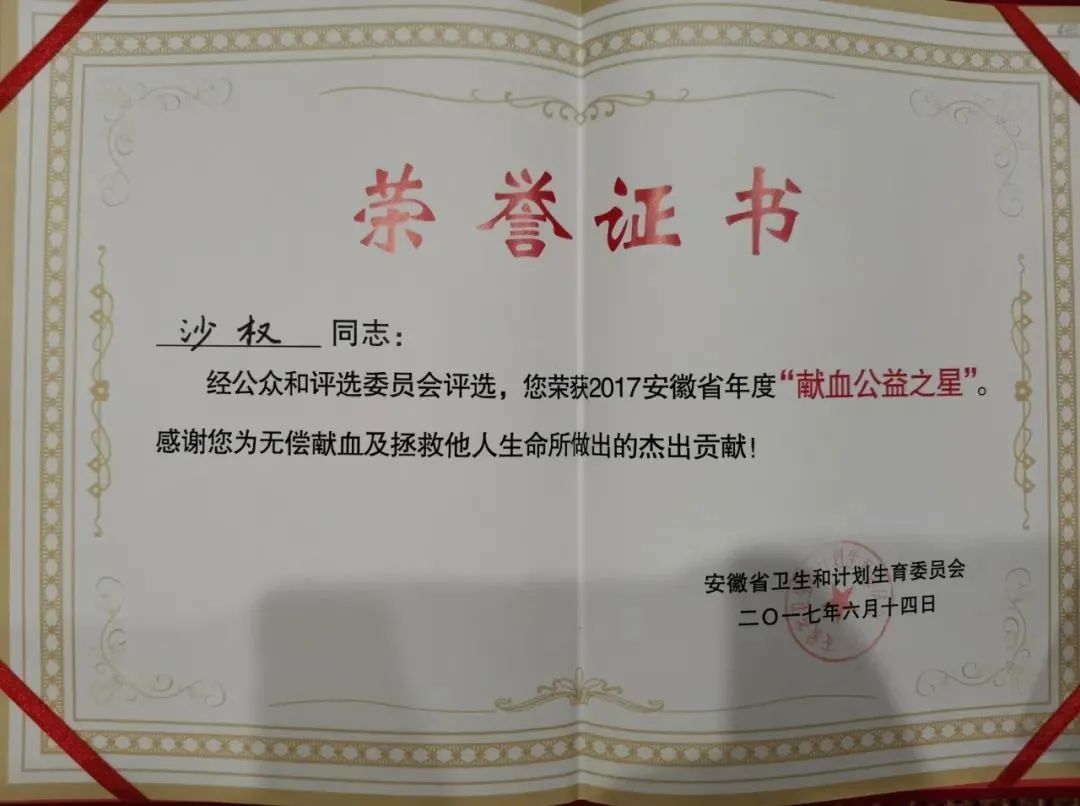 荣誉证书
沙权 同志：
经公众和评选委员会评选，您荣获2017安徽省年度“献血公益之星”。
感谢您为无偿献血及拯救他人生命所做出的杰出贡献！
安徽省卫生和计划生育委员会
二〇一七年六月十四日